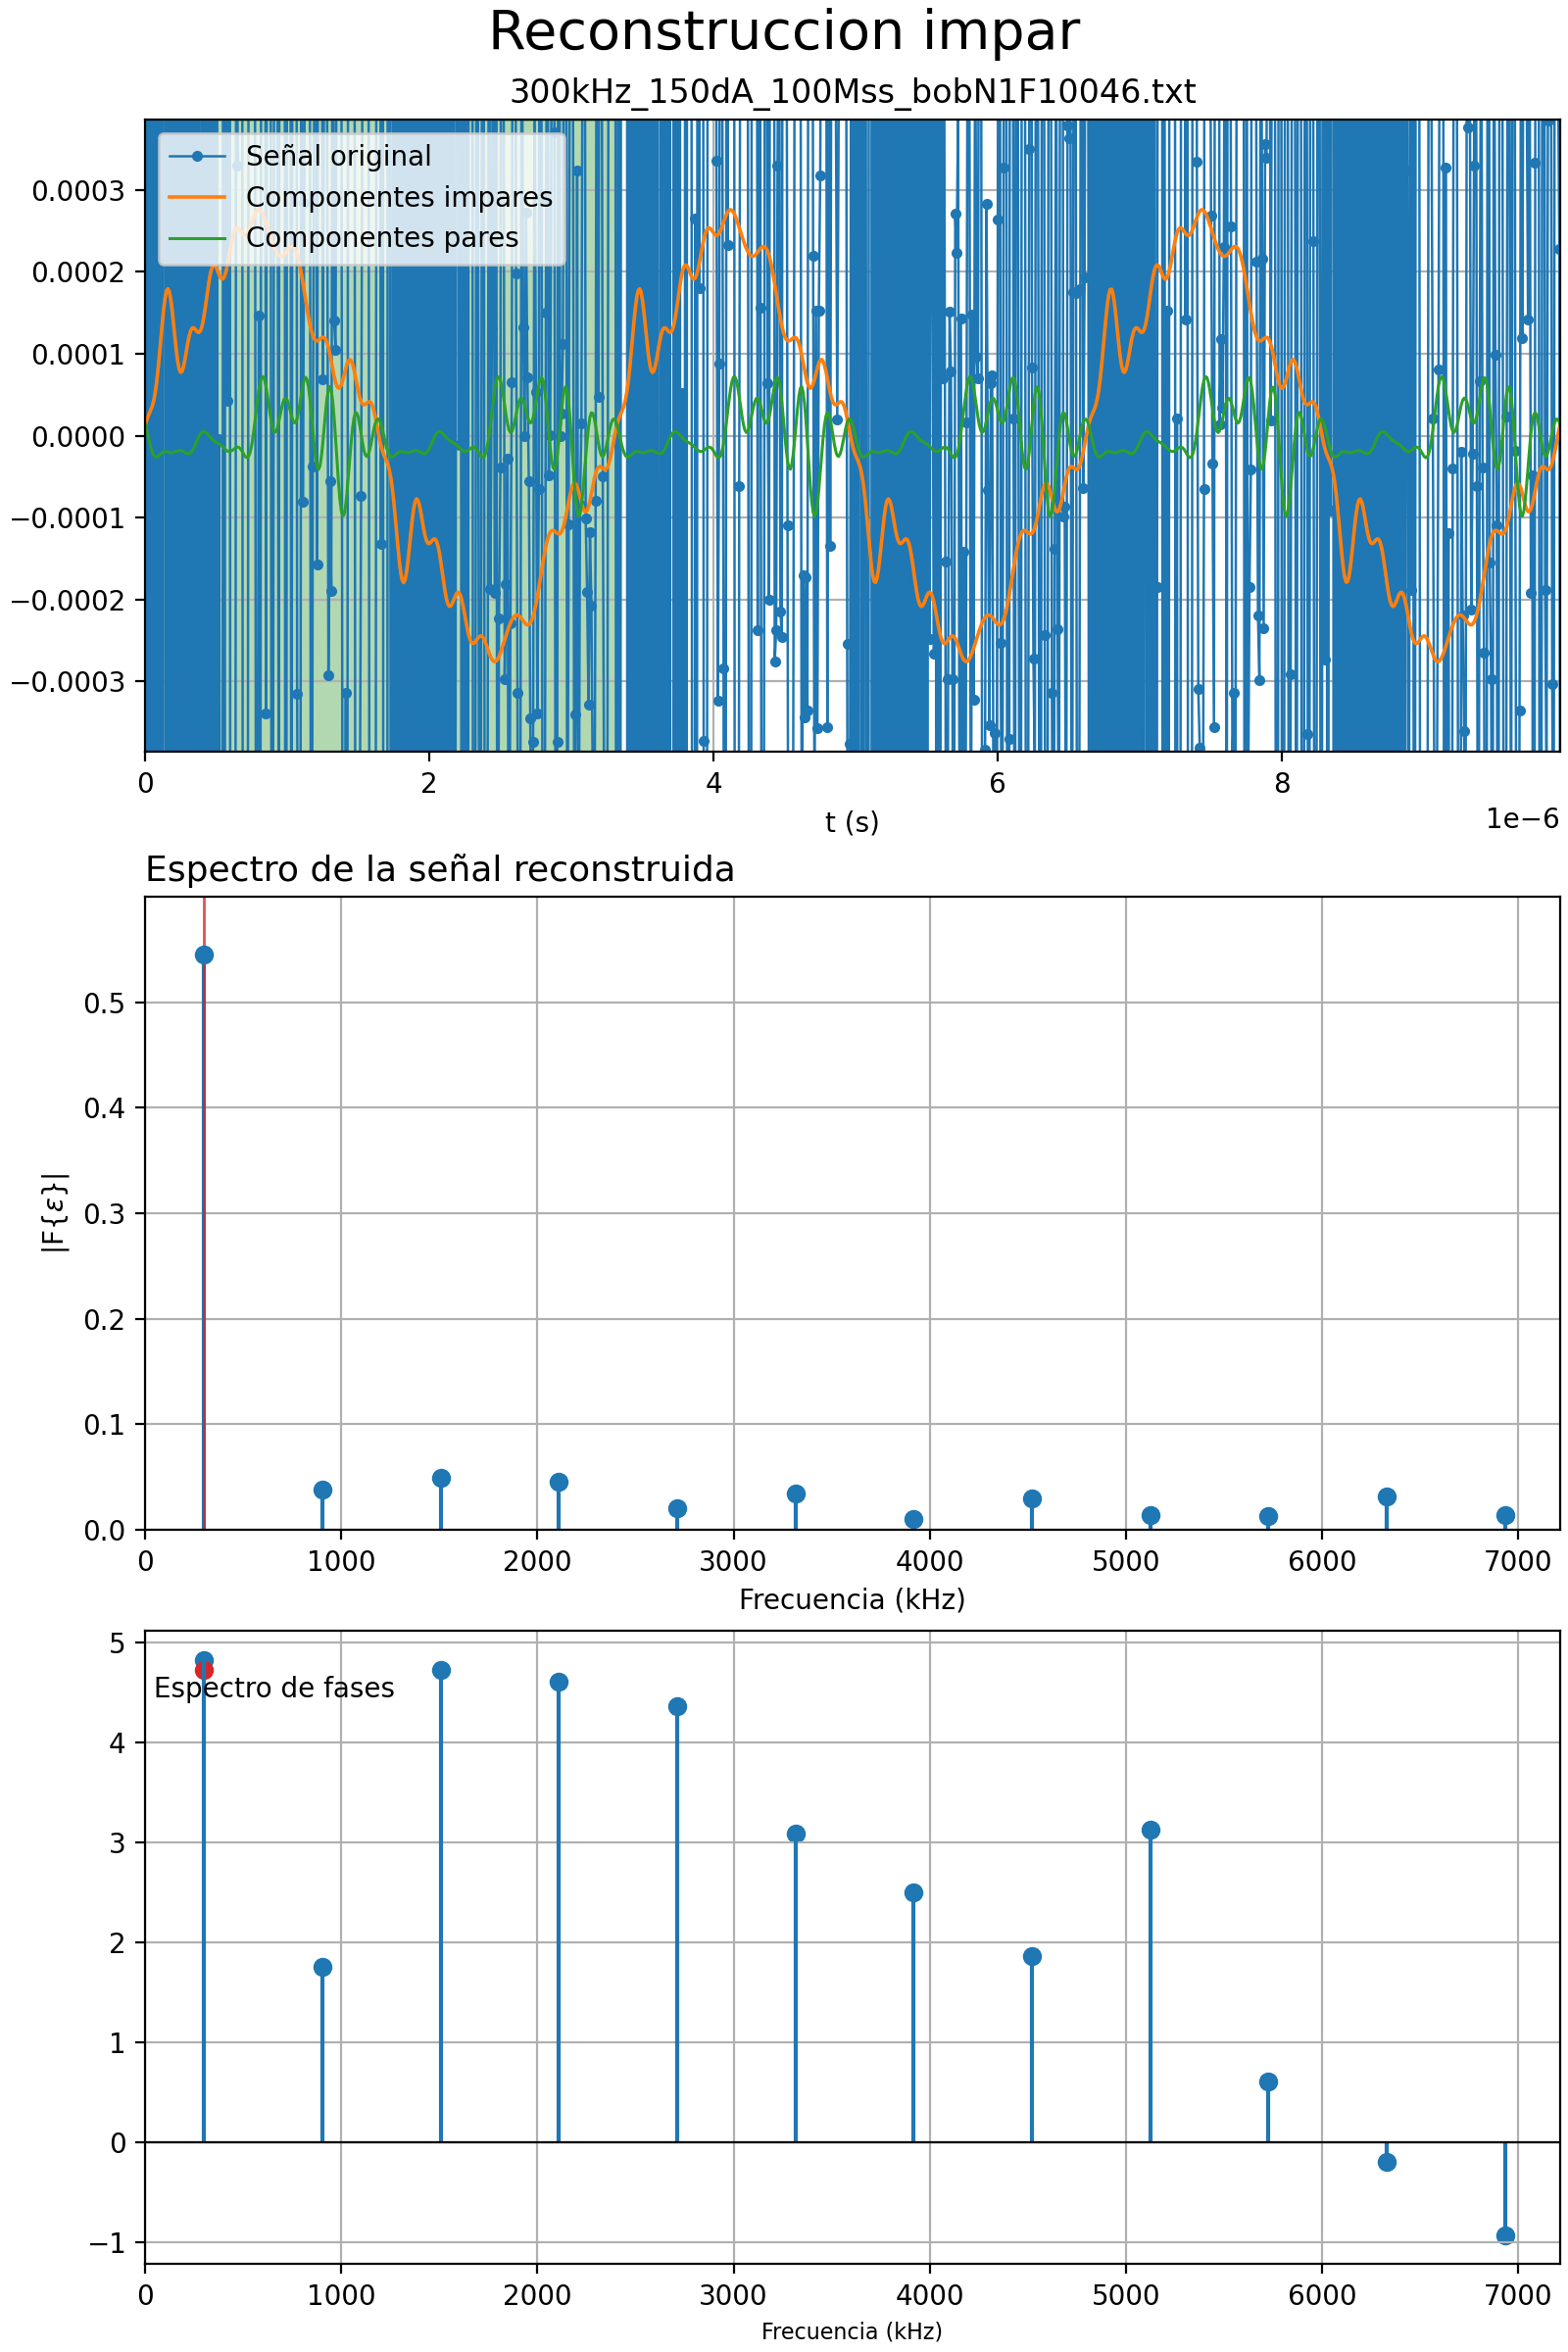 Reconstruccion impar
300kHz_150dA_100Mss_bobN1F10046.txt
Señal original
Componentes impares
Componentes pares
0.0003
0.0002
0.0001
0.0000
−0.0001
−0.0002
−0.0003
0 2 4 6 8
1e−6
t (s)
Espectro de la señal reconstruida
|F{ε}|
0.5
0.4
0.3
0.2
0.1
0.0
0 1000 2000 3000 4000 5000 6000 7000
Frecuencia (kHz)
Espectro de fases
5
4
3
2
1
0
−1
0 1000 2000 3000 4000 5000 6000 7000
Frecuencia (kHz)